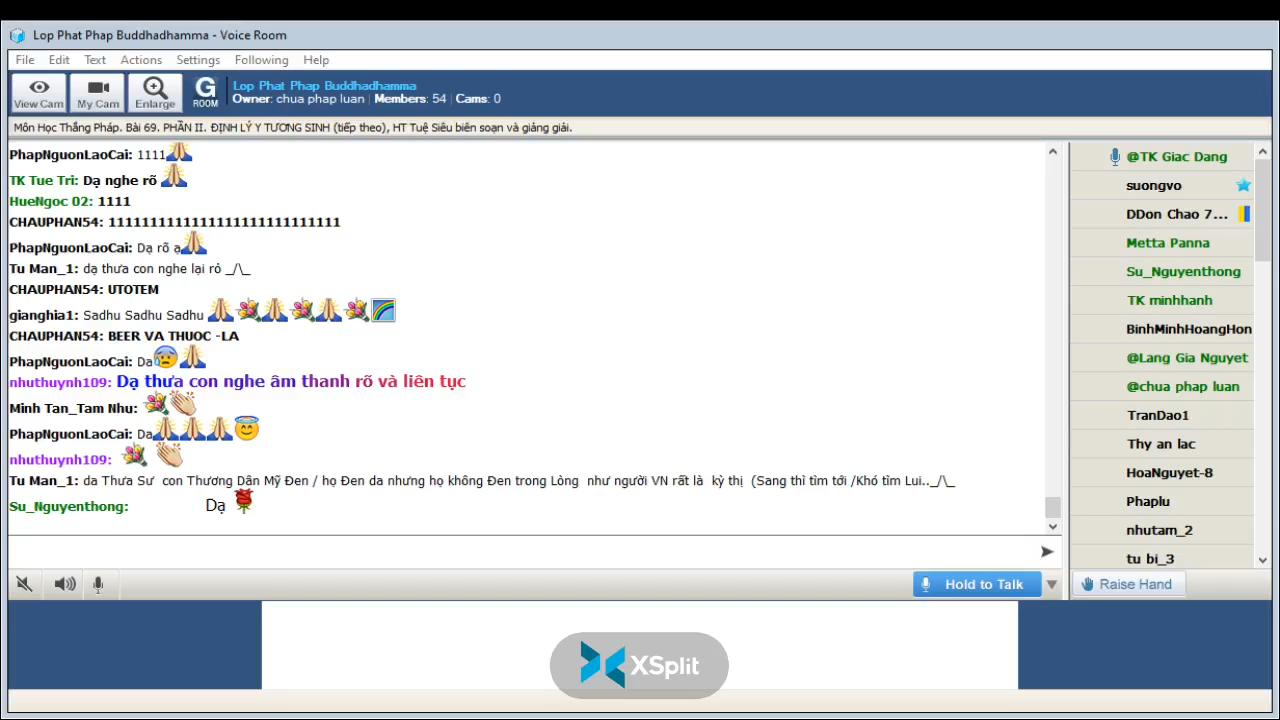 Lop Phat Phap Buddhadhamma - Voice Room
File Edit Text Actions Settings Following Help
View Cam My Cam Enlarge G ROOM
Lop Phat Phap Buddhadhamma
Owner: chua phap luan | Members: 54 | Cams: 0
Môn Học Thắng Pháp. Bài 69. PHẦN II. ĐỊNH LÝ Y TƯƠNG SINH (tiếp theo), HT Tuệ Siêu biên soạn và giảng giải.
PhapNguonLaoCai: 1111
TK Tue Tri: Dạ nghe rõ
HueNgoc 02: 1111
CHAUPHAN54: 1111111111111111111111111111
PhapNguonLaoCai: Dạ rõ ạ
Tu Man_1: dạ thưa con nghe lại rỏ _/\_
CHAUPHAN54: UTOTEM
gianghia1: Sadhu Sadhu Sadhu
CHAUPHAN54: BEER VA THUOC -LA
PhapNguonLaoCai: Da
nhuthuynh109: Dạ thưa con nghe âm thanh rõ và liên tục
Minh Tan_Tam Nhu:
PhapNguonLaoCai: Da
nhuthuynh109:
Tu Man_1: da Thưa Sư con Thương Dân Mỹ Đen / họ Đen da nhưng họ không Đen trong Lòng như người VN rất là kỳ thị (Sang thì tìm tới /Khó tìm Lui.._/\_
Su_Nguyenthong: Dạ
@TK Giac Dang
suongvo
DDon Chao 7...
Metta Panna
Su_Nguyenthong
TK minhhanh
BinhMinhHoangHon
@Lang Gia Nguyet
@chua phap luan
TranDao1
Thy an lac
HoaNguyet-8
Phaplu
nhutam_2
tu bi_3
Hold to Talk
Raise Hand
XSplit